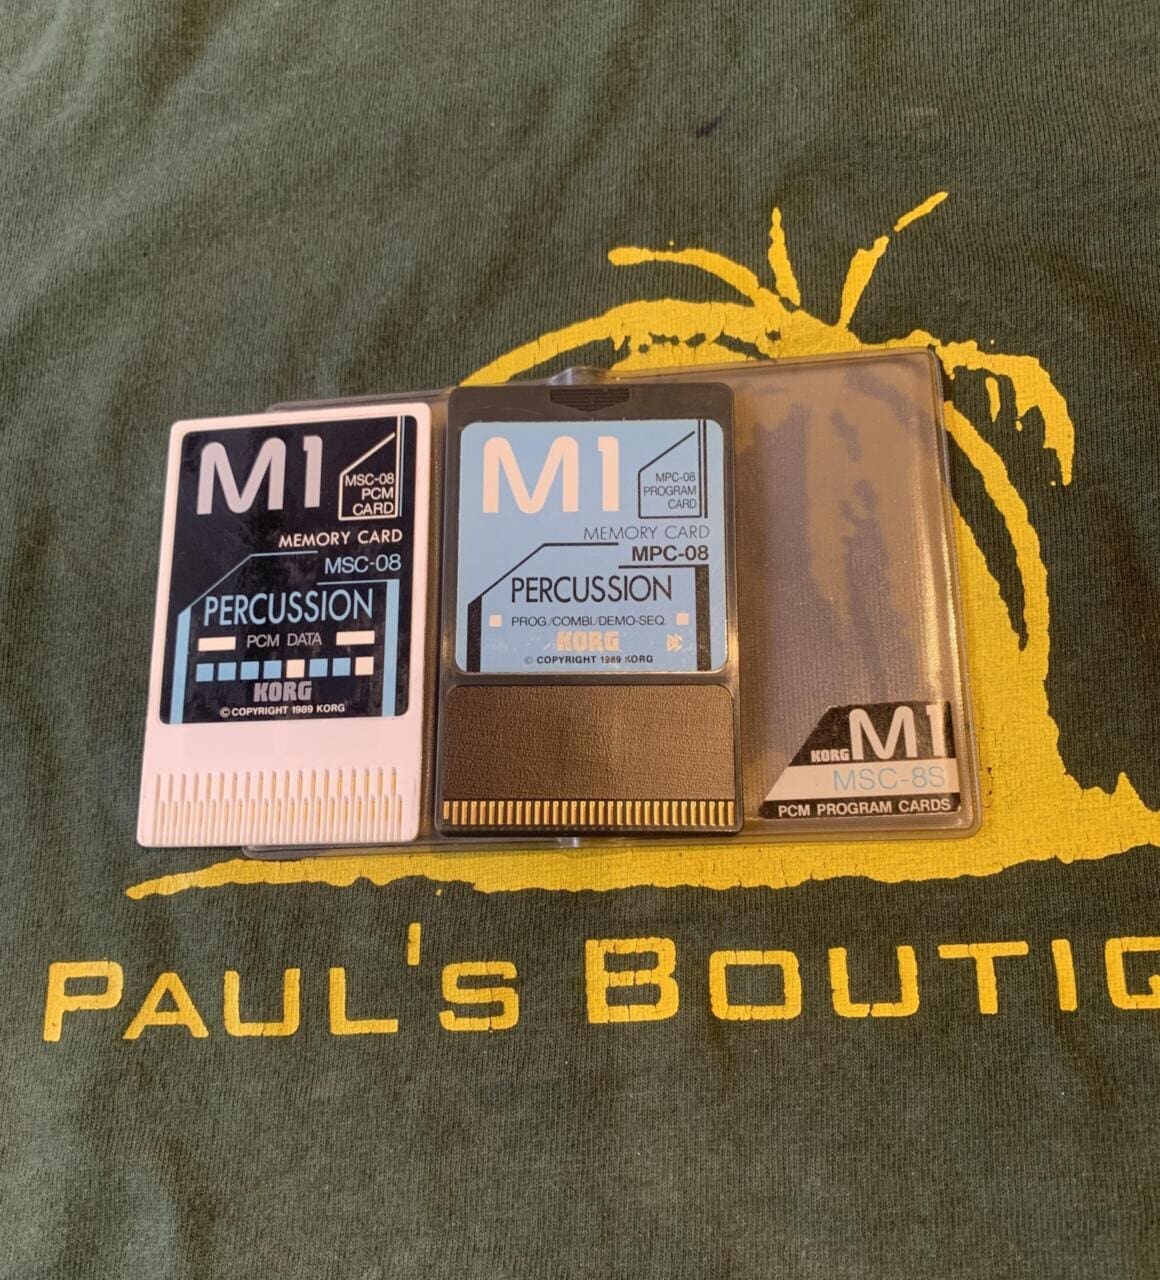 M1
MSC-08
PCM
CARD
MEMORY CARD
MSC-08
PERCUSSION
PCM DATA
KORG
© COPYRIGHT 1989 KORG
M1
MPC-08
PROGRAM
CARD
MEMORY CARD
MPC-08
PERCUSSION
PROG./COMBI/DEMO-SEQ.
KORG
© COPYRIGHT 1989 KORG
KORG M1
MSC-8S
PCM PROGRAM CARDS
PAUL'S BOUTIQ